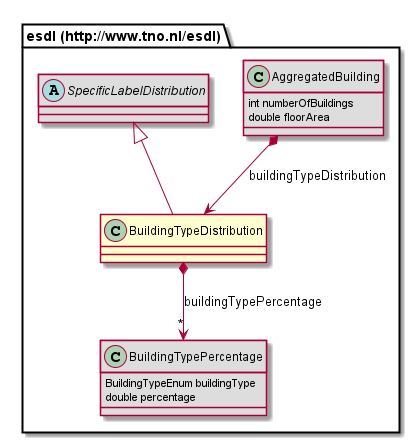 esdl (http://www.tno.nl/esdl)
A SpecificLabelDistribution
C AggregatedBuilding
int numberOfBuildings
double floorArea
buildingTypeDistribution
C BuildingTypeDistribution
buildingTypePercentage
*
C BuildingTypePercentage
BuildingTypeEnum buildingType
double percentage